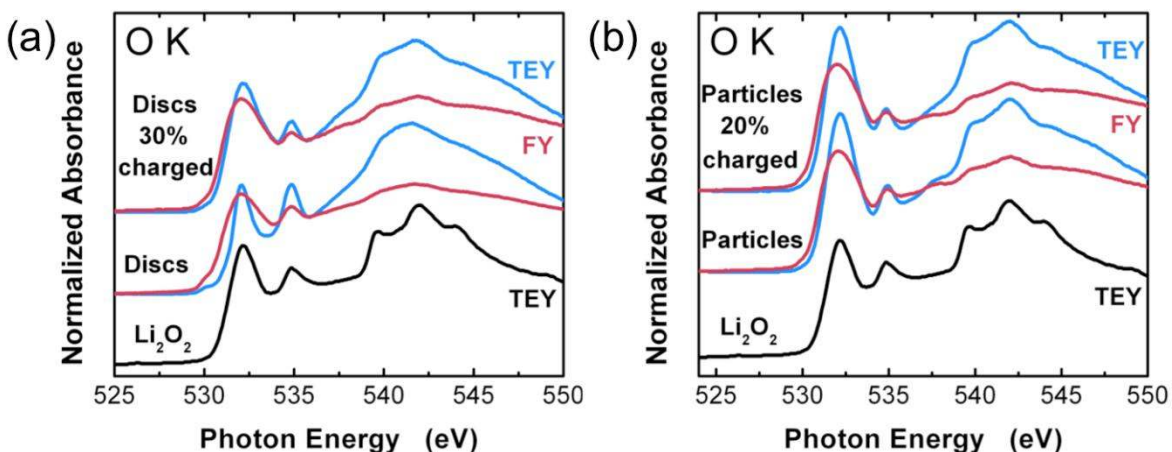 (a)
O K
TEY
Discs
30%
charged
FY
Discs
TEY
Li₂O₂
Normalized Absorbance
525 530 535 540 545 550
Photon Energy (eV)
(b)
O K
TEY
Particles
20%
charged
FY
Particles
TEY
Li₂O₂
Normalized Absorbance
525 530 535 540 545 550
Photon Energy (eV)